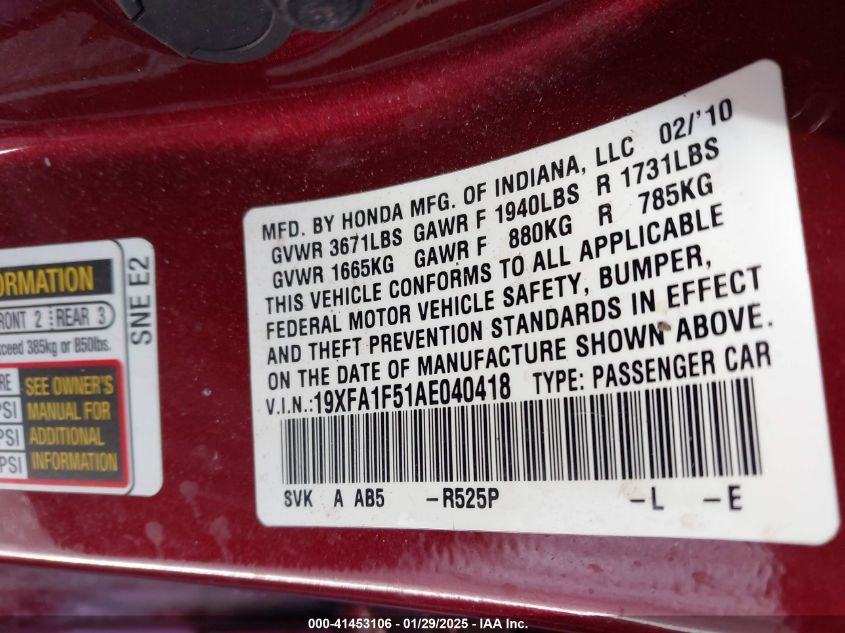 MFD. BY HONDA MFG. OF INDIANA, LLC 02/'10
GVWR 3671LBS GAWR F 1940LBS R 1731LBS
GVWR 1665KG GAWR F 880KG R 785KG
THIS VEHICLE CONFORMS TO ALL APPLICABLE
FEDERAL MOTOR VEHICLE SAFETY, BUMPER,
AND THEFT PREVENTION STANDARDS IN EFFECT
ON THE DATE OF MANUFACTURE SHOWN ABOVE.
V.I.N.:19XFA1F51AE040418 TYPE: PASSENGER CAR
SVK A AB5 -R525P -L -E
SNE E2
2 REAR 3
385kg or 850lbs.
SEE OWNER'S
PSI MANUAL FOR
PSI ADDITIONAL
PSI INFORMATION
000-41453106 - 01/29/2025 - IAA Inc.